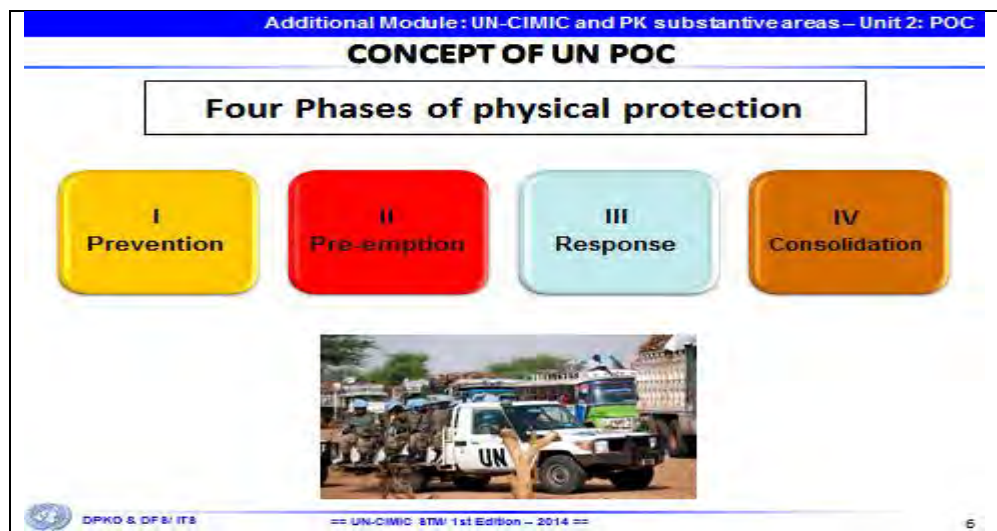 Additional Module: UN-CIMIC and PK substantive areas – Unit 2: POC
CONCEPT OF UN POC
Four Phases of physical protection
I
Prevention
II
Pre-emption
III
Response
IV
Consolidation
UN
DPKO & DFS/ ITS
== UN-CIMIC STM/ 1st Edition – 2014 ==
6